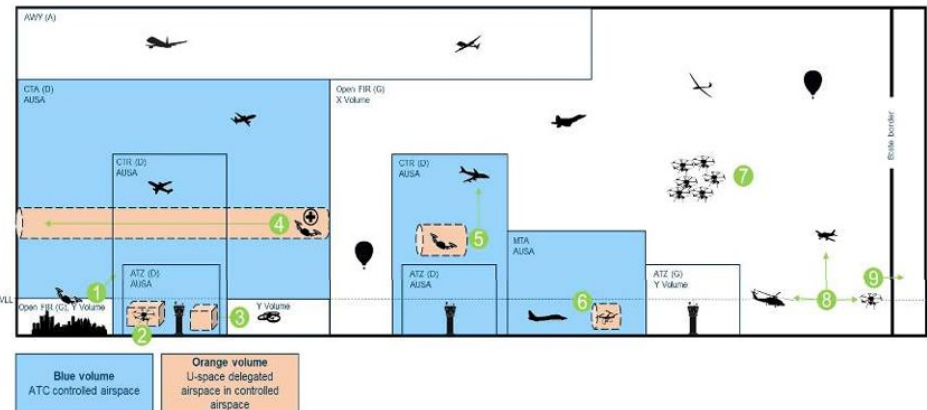 AWY (A)
CTA (D)
AUSA
Open FIR (G)
X Volume
CTR (D)
AUSA
CTR (D)
AUSA
State border
7
4
5
MTA
AUSA
ATZ (D)
AUSA
ATZ (D)
AUSA
ATZ (G)
Y Volume
1
9
VLL
Open FIR (G), Y Volume
Y Volume
6
8
3
2
Blue volume
ATC controlled airspace
Orange volume
U-space delegated
airspace in controlled
airspace